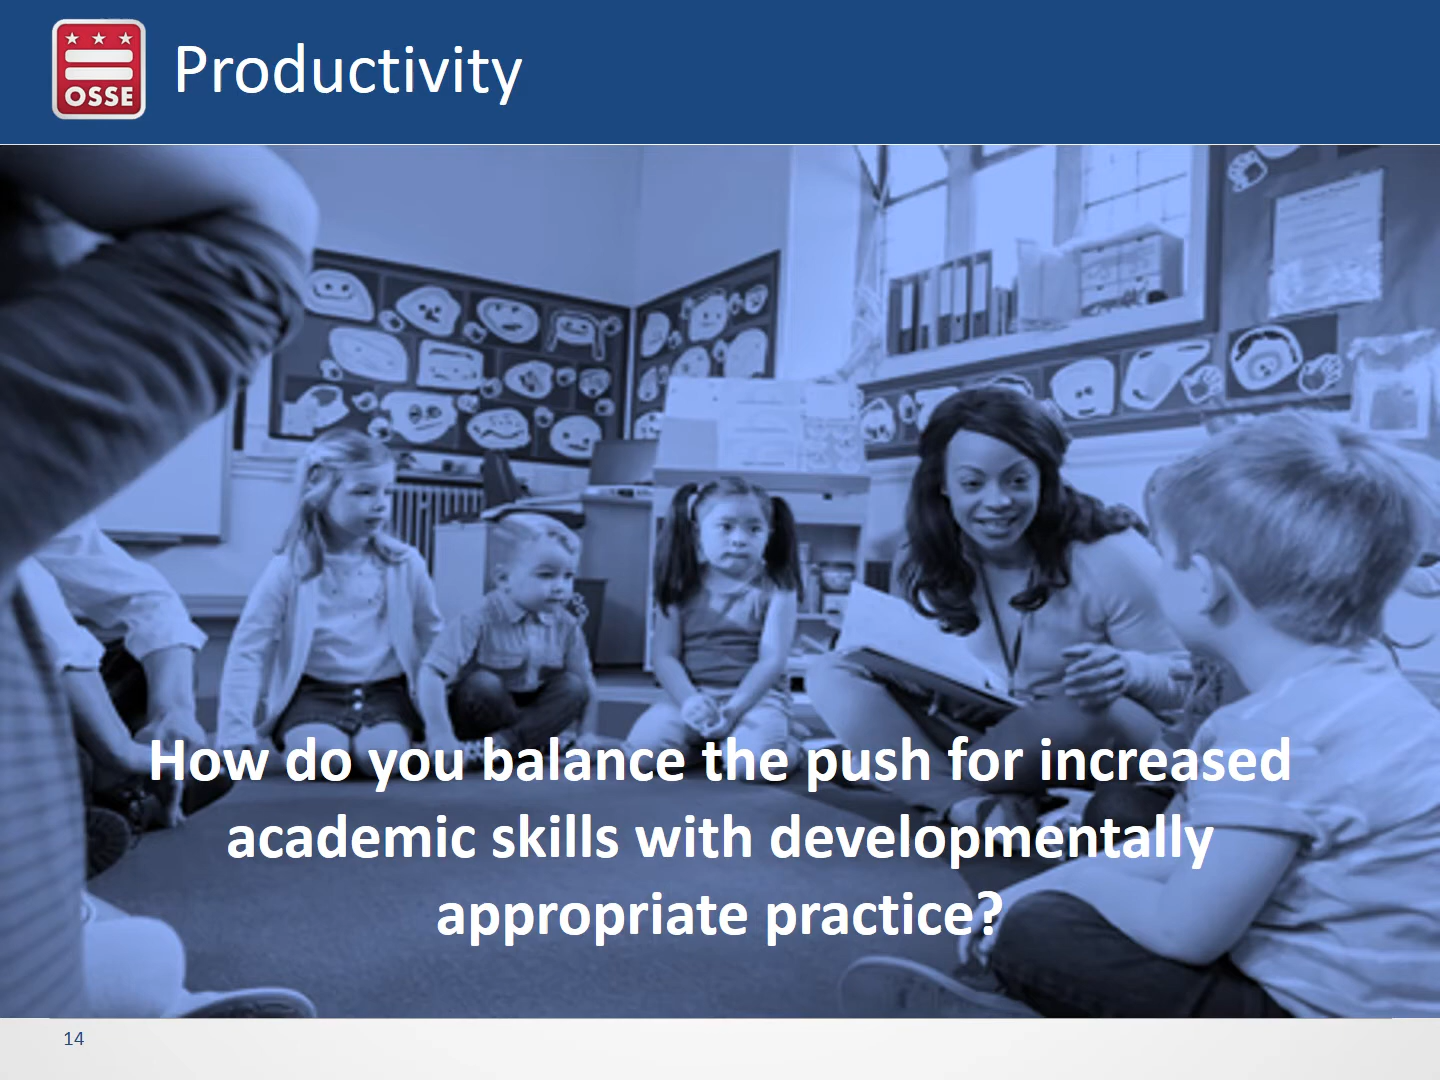 OSSE
Productivity
How do you balance the push for increased
academic skills with developmentally
appropriate practice?
14